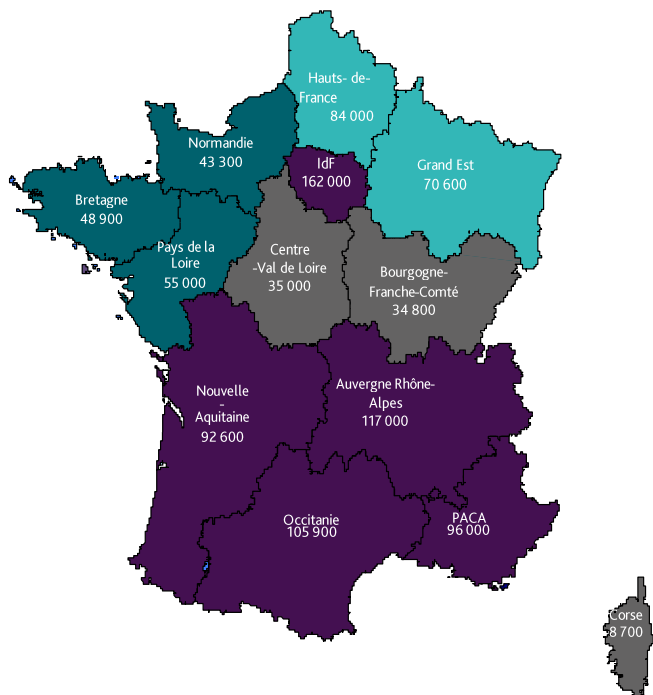 Hauts- de-
France
84 000
Normandie
43 300
IdF
162 000
Grand Est
70 600
Bretagne
48 900
Pays de la
Loire
55 000
Centre
-Val de Loire
35 000
Bourgogne-
Franche-Comté
34 800
Nouvelle
-
Aquitaine
92 600
Auvergne Rhône-
Alpes
117 000
Occitanie
105 900
PACA
96 000
Corse
8 700